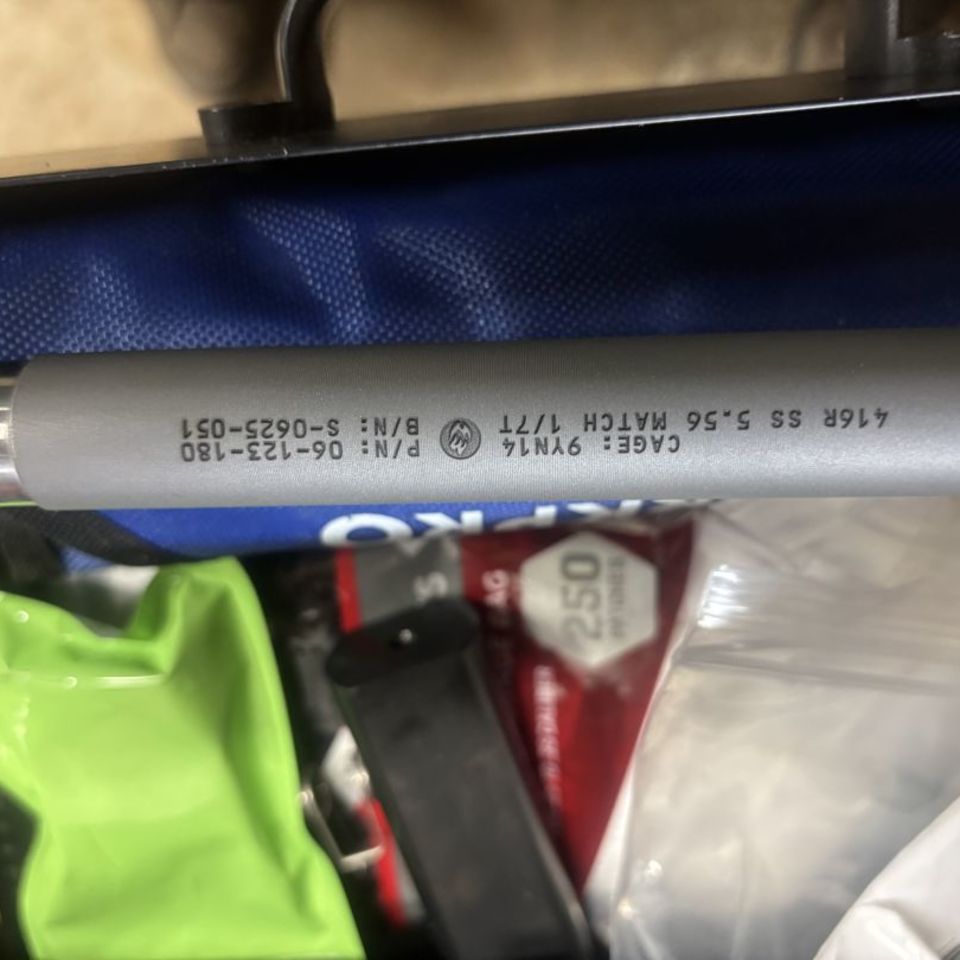 CAGE: 9YN14
416R SS 5.56 MATCH 1/7T
P/N: 06-123-180
B/N: S-0625-051
250